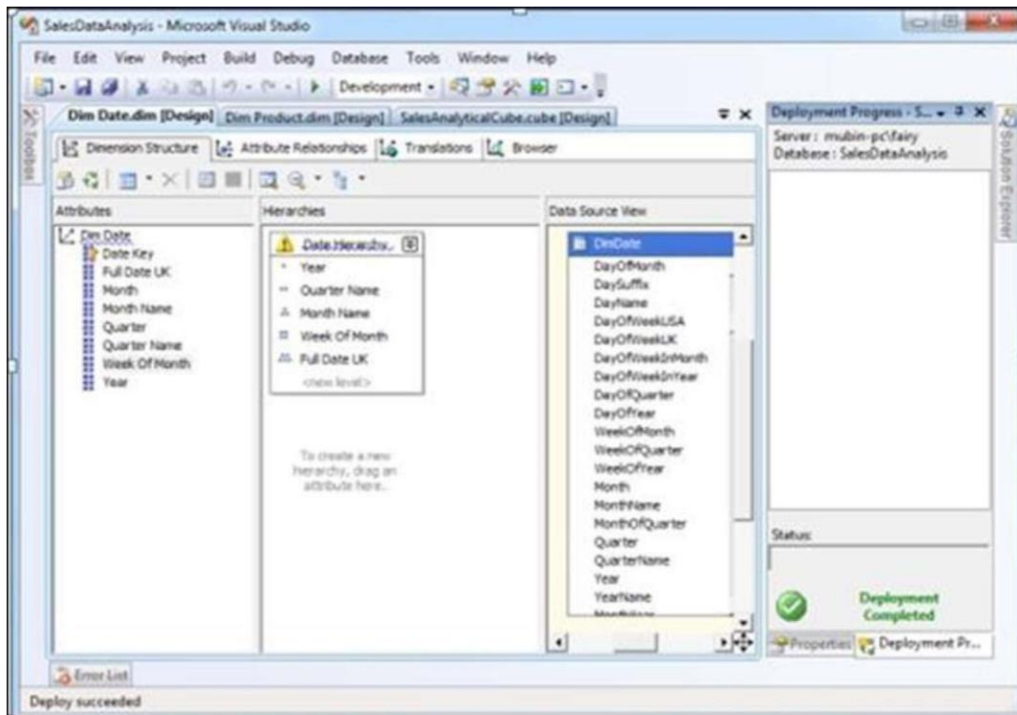 SalesDataAnalysis - Microsoft Visual Studio
File Edit View Project Build Debug Database Tools Window Help
Development
Toolbox
Dim Date.dim [Design] Dim Product.dim [Design] SalesAnalyticalCube.cube [Design]
Dimension Structure Attribute Relationships Translations Browser
Attributes
Dim Date
Date Key
Full Date UK
Month
Month Name
Quarter
Quarter Name
Week Of Month
Year
Hierarchies
Date Hierarchy...
Year
Quarter Name
Month Name
Week Of Month
Full Date UK
<new level>
To create a new
hierarchy, drag an
attribute here..
Data Source View
DimDate
DayOfMonth
DaySuffix
DayName
DayOfWeekUSA
DayOfWeekUK
DayOfWeekInMonth
DayOfWeekInYear
DayOfQuarter
DayOfYear
WeekOfMonth
WeekOfQuarter
WeekOfYear
Month
MonthName
MonthOfQuarter
Quarter
QuarterName
Year
YearName
MonthYear
Deployment Progress - S...
Server : mubin-pc\fairy
Database : SalesDataAnalysis
Status:
Deployment
Completed
Properties Deployment Pr...
Solution Explorer
Error List
Deploy succeeded